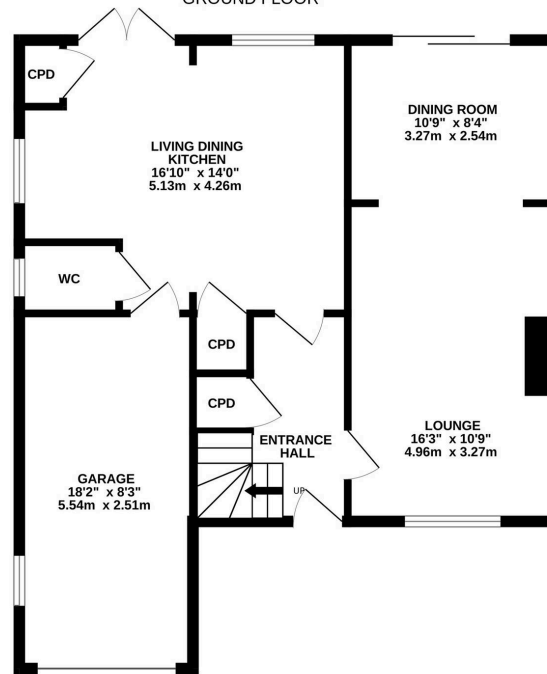 GROUND FLOOR
CPD
DINING ROOM
10'9" x 8'4"
3.27m x 2.54m
LIVING DINING
KITCHEN
16'10" x 14'0"
5.13m x 4.26m
WC
CPD
CPD
LOUNGE
16'3" x 10'9"
4.96m x 3.27m
ENTRANCE
HALL
GARAGE
18'2" x 8'3"
5.54m x 2.51m
UP